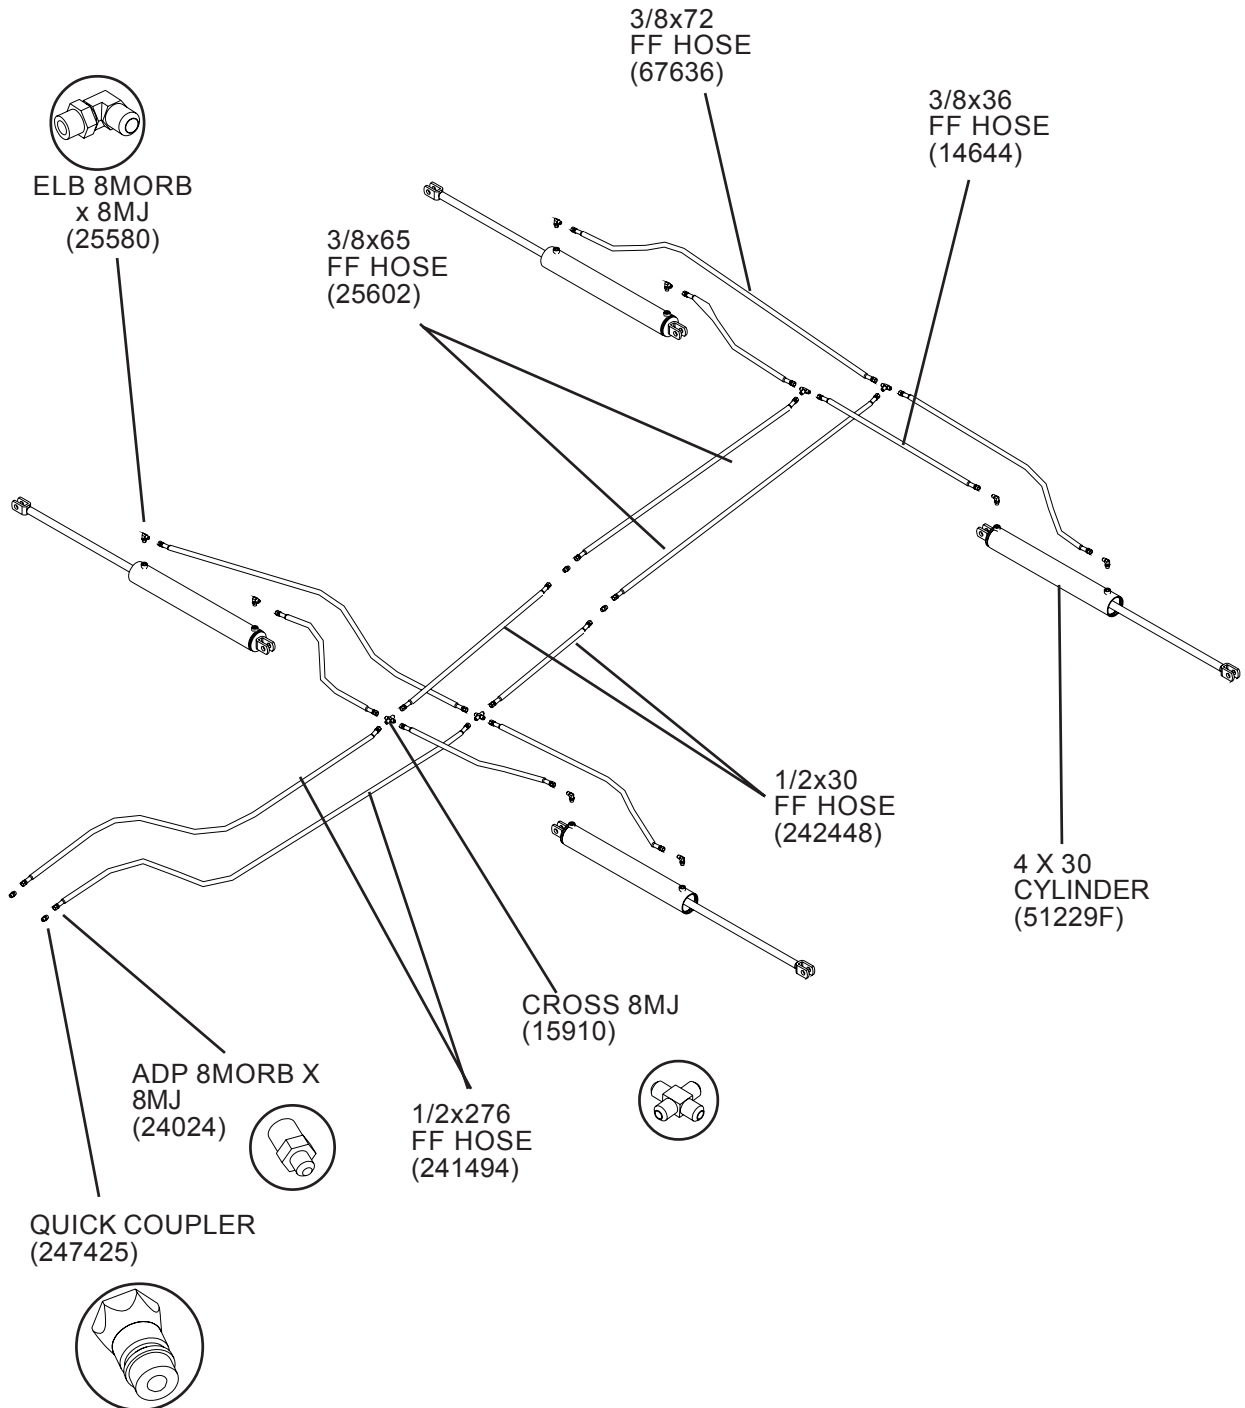 3/8x72
FF HOSE
(67636)
3/8x36
FF HOSE
(14644)
ELB 8MORB
x 8MJ
(25580)
3/8x65
FF HOSE
(25602)
1/2x30
FF HOSE
(242448)
4 X 30
CYLINDER
(51229F)
CROSS 8MJ
(15910)
ADP 8MORB X
8MJ
(24024)
1/2x276
FF HOSE
(241494)
QUICK COUPLER
(247425)